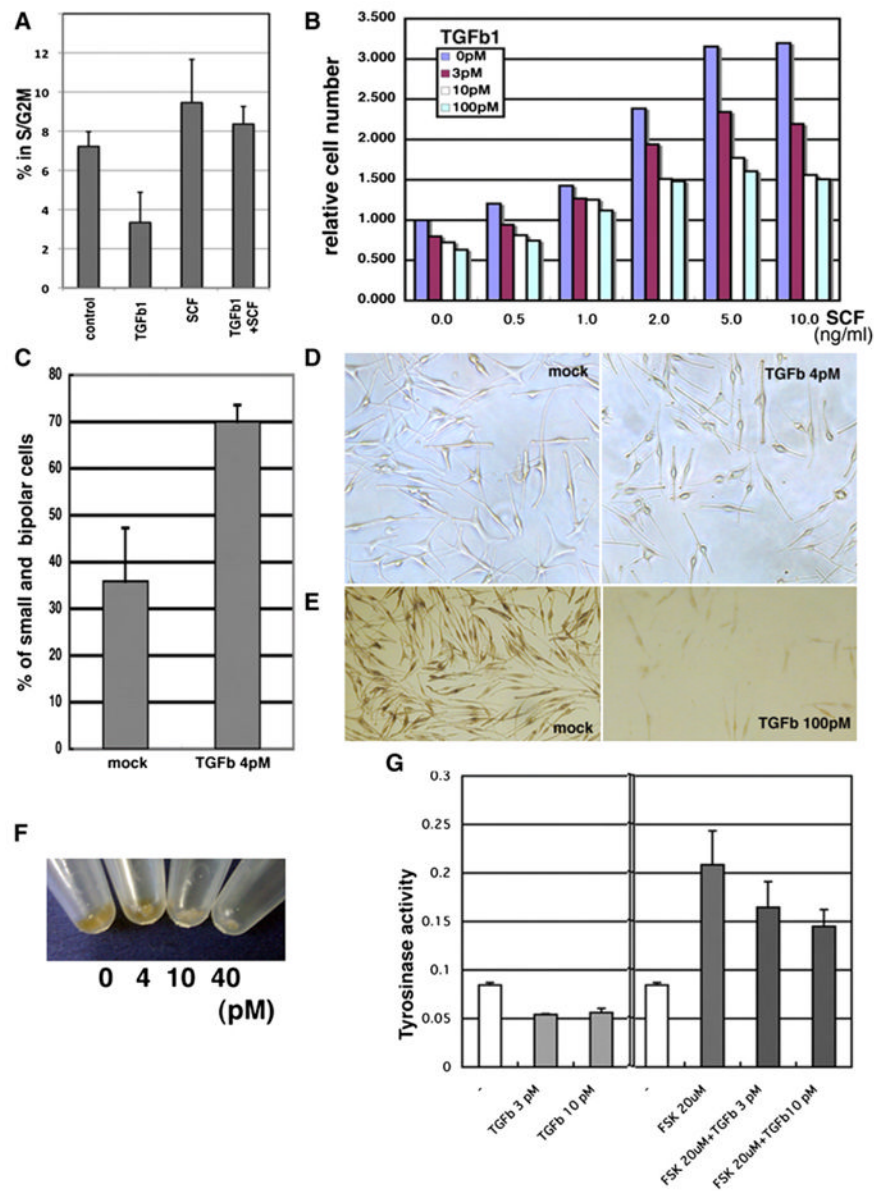 A
% in S/G2M
12
10
8
6
4
2
0
control
TGFb1
SCF
TGFb1
+SCF
B
relative cell number
3.500
3.000
2.500
2.000
1.500
1.000
0.500
0.000
TGFb1
0pM
3pM
10pM
100pM
0.0 0.5 1.0 2.0 5.0 10.0 SCF
(ng/ml)
C
% of small and bipolar cells
80
70
60
50
40
30
20
10
0
mock TGFb 4pM
D
mock
TGFb 4pM
E
mock
TGFb 100pM
F
0 4 10 40
(pM)
G
Tyrosinase activity
0.3
0.25
0.2
0.15
0.1
0.05
0
-
TGFb 3 pM
TGFb 10 pM
-
FSK 20uM
FSK 20uM+TGFb 3 pM
FSK 20uM+TGFb10 pM